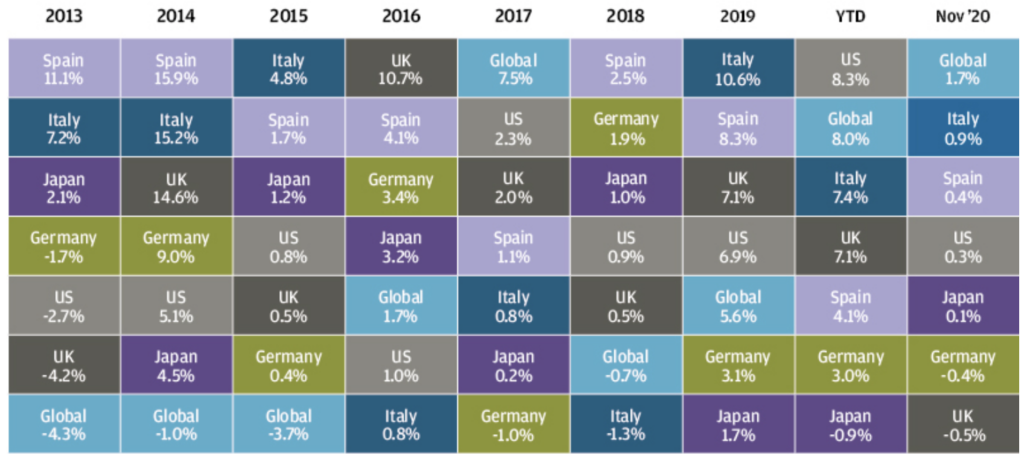 2013 2014 2015 2016 2017 2018 2019 YTD Nov '20
Spain Spain Italy UK Global Spain Italy US Global
11.1% 15.9% 4.8% 10.7% 7.5% 2.5% 10.6% 8.3% 1.7%
Italy Italy Spain Spain US Germany Spain Global Italy
7.2% 15.2% 1.7% 4.1% 2.3% 1.9% 8.3% 8.0% 0.9%
Japan UK Japan Germany UK Japan UK Italy Spain
2.1% 14.6% 1.2% 3.4% 2.0% 1.0% 7.1% 7.4% 0.4%
Germany Germany US Japan Spain US US UK US
-1.7% 9.0% 0.8% 3.2% 1.1% 0.9% 6.9% 7.1% 0.3%
US US UK Global Italy UK Global Spain Japan
-2.7% 5.1% 0.5% 1.7% 0.8% 0.5% 5.6% 4.1% 0.1%
UK Japan Germany US Japan Global Germany Germany Germany
-4.2% 4.5% 0.4% 1.0% 0.2% -0.7% 3.1% 3.0% -0.4%
Global Global Global Italy Germany Italy Japan Japan UK
-4.3% -1.0% -3.7% 0.8% -1.0% -1.3% 1.7% -0.9% -0.5%